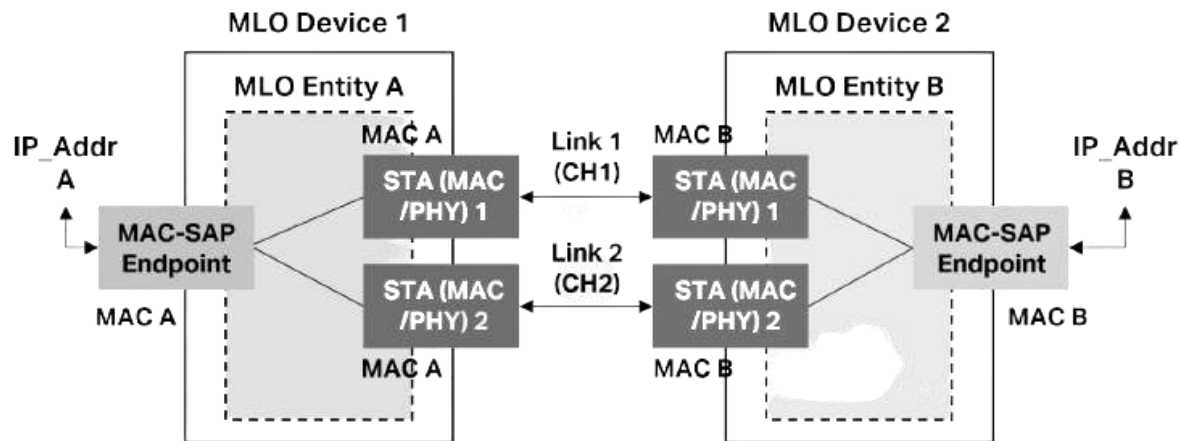 MLO Device 1
MLO Device 2
MLO Entity A
MLO Entity B
IP_Addr
A
MAC A
Link 1
(CH1)
MAC B
IP_Addr
B
STA (MAC
/PHY) 1
STA (MAC
/PHY) 1
MAC-SAP
Endpoint
Link 2
(CH2)
MAC-SAP
Endpoint
STA (MAC
/PHY) 2
STA (MAC
/PHY) 2
MAC A
MAC B
MAC A
MAC B